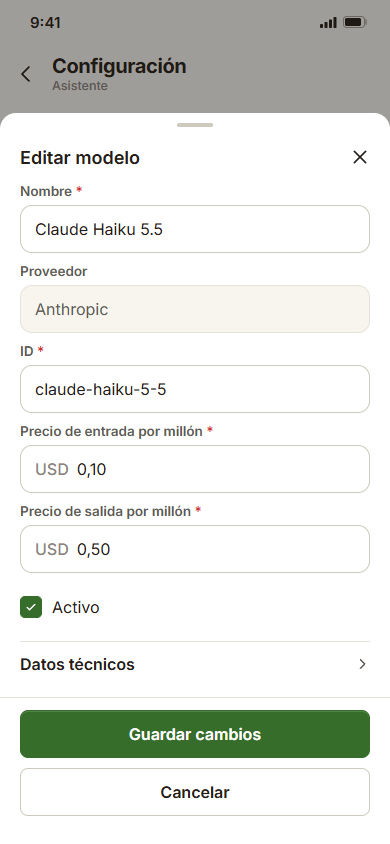 9:41
Configuración
Asistente
Editar modelo
Nombre *
Claude Haiku 5.5
Proveedor
Anthropic
ID *
claude-haiku-5-5
Precio de entrada por millón *
USD 0,10
Precio de salida por millón *
USD 0,50
Activo
Datos técnicos
Guardar cambios
Cancelar